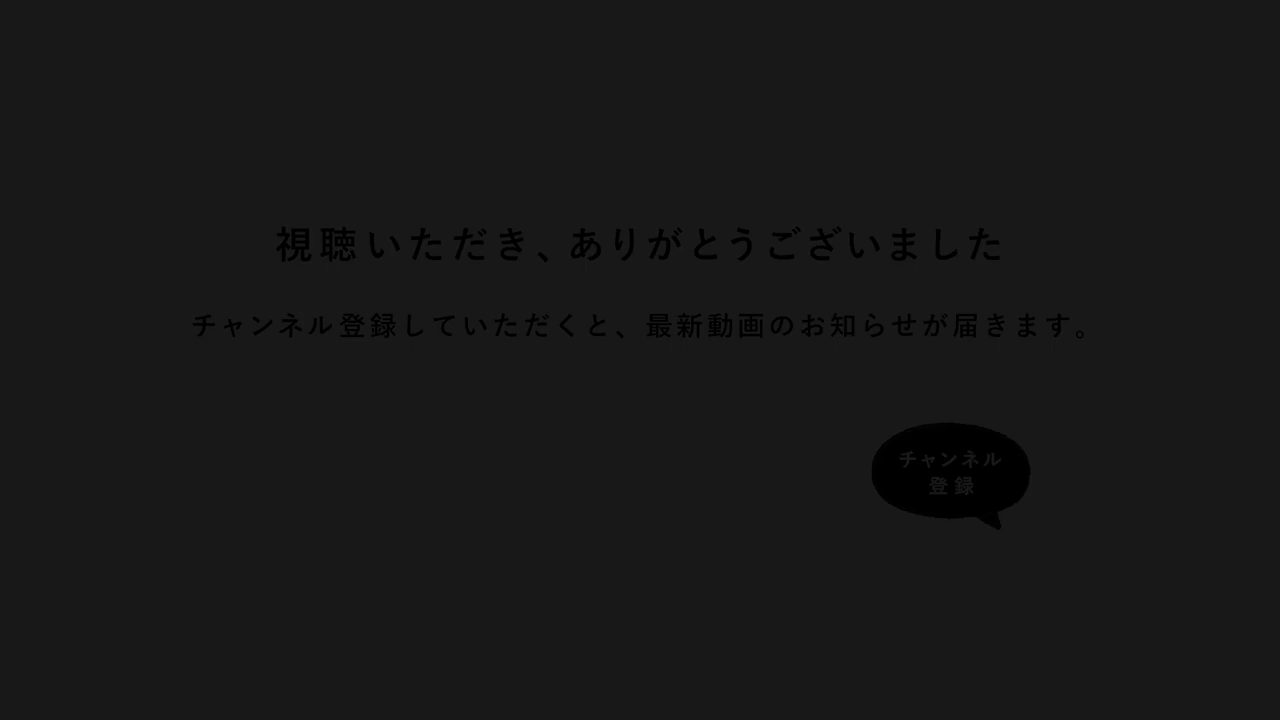 視聴いただき、ありがとうございました
チャンネル登録していただくと、最新動画のお知らせが届きます。
チャンネル
登録